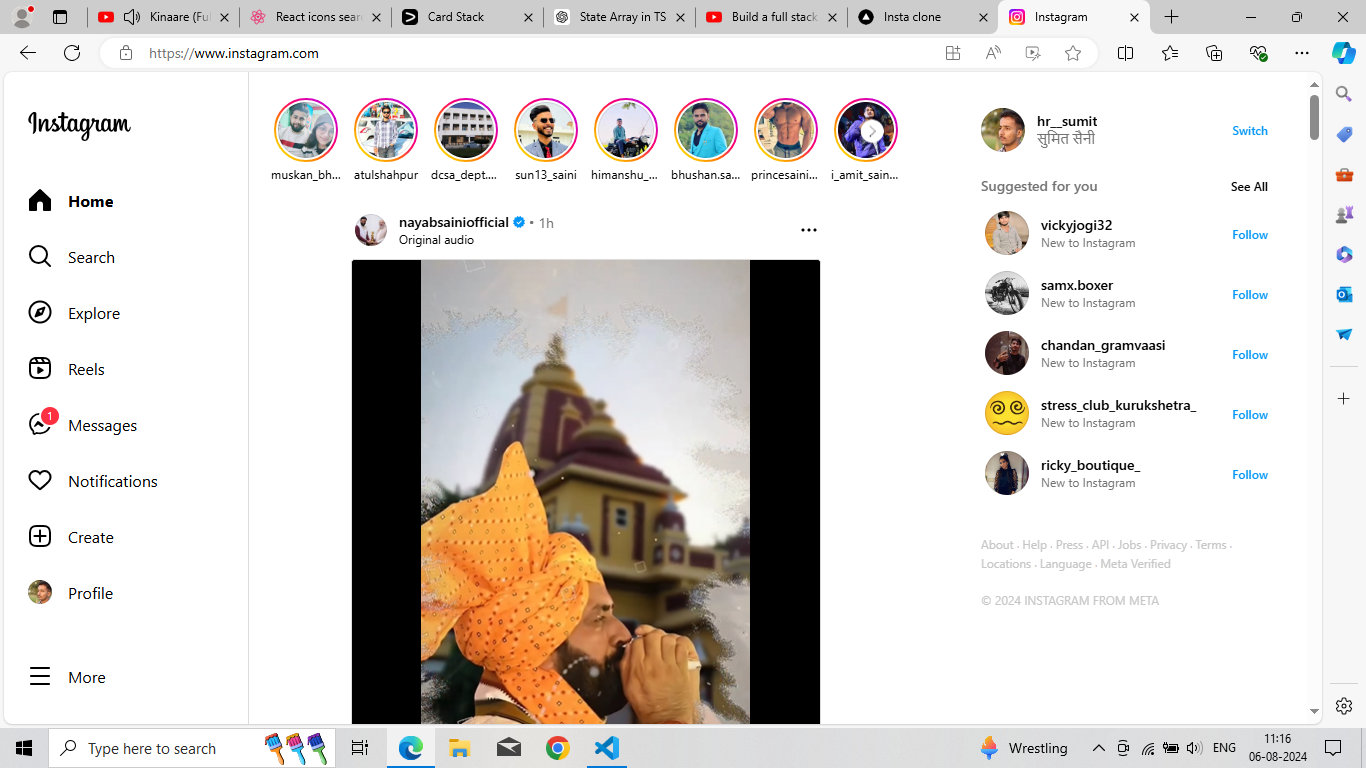 Kinaare (Ful
React icons sear
Card Stack
State Array in TS
Build a full stack
Insta clone
Instagram
https://www.instagram.com
Instagram
Home
Search
Explore
Reels
1
Messages
Notifications
Create
Profile
More
muskan_bh...
atulshahpur
dcsa_dept....
sun13_saini
himanshu_...
bhushan.sa...
princesaini...
i_amit_sain...
nayabsainiofficial • 1h
Original audio
hr__sumit
सुमित सैनी
Switch
Suggested for you
See All
vickyjogi32
New to Instagram
Follow
samx.boxer
New to Instagram
Follow
chandan_gramvaasi
New to Instagram
Follow
stress_club_kurukshetra_
New to Instagram
Follow
ricky_boutique_
New to Instagram
Follow
About · Help · Press · API · Jobs · Privacy · Terms ·
Locations · Language · Meta Verified
© 2024 INSTAGRAM FROM META
Type here to search
Wrestling
ENG
11:16
06-08-2024